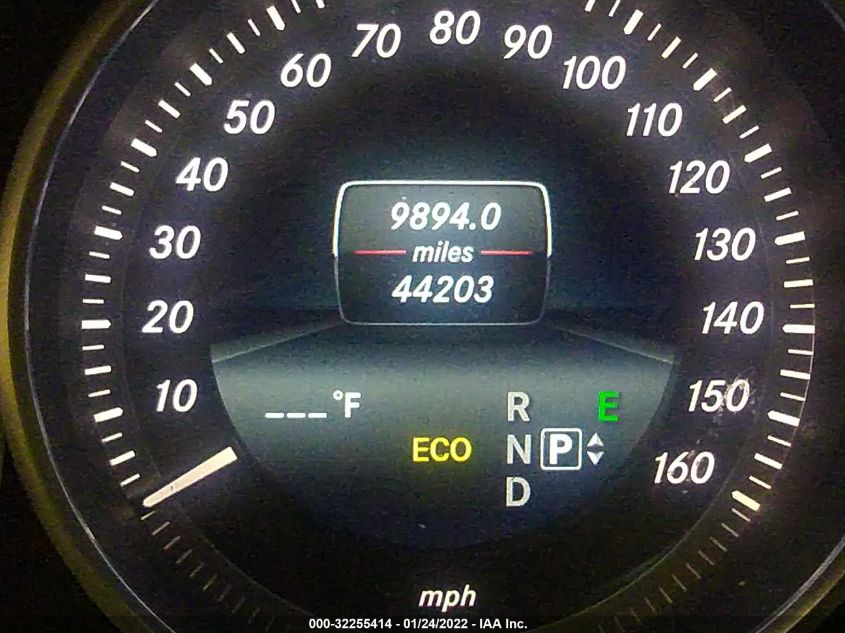 80
70 90
60 100
50 110
40 120
9894.0
miles
44203
30 130
20 140
10 150
___°F R E
ECO N P
160
D
mph
000-32255414 - 01/24/2022 - IAA Inc.